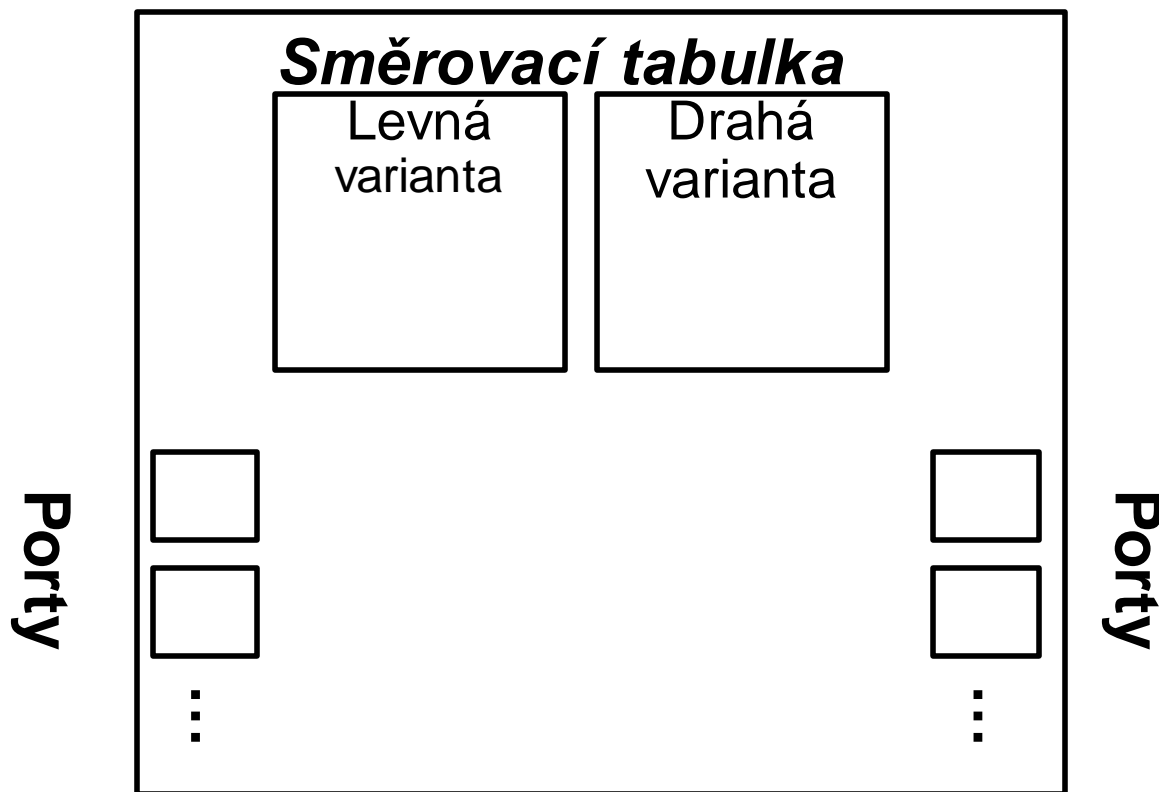 Směrovací tabulka
Levná
varianta
Drahá
varianta
Porty
Porty
...
...